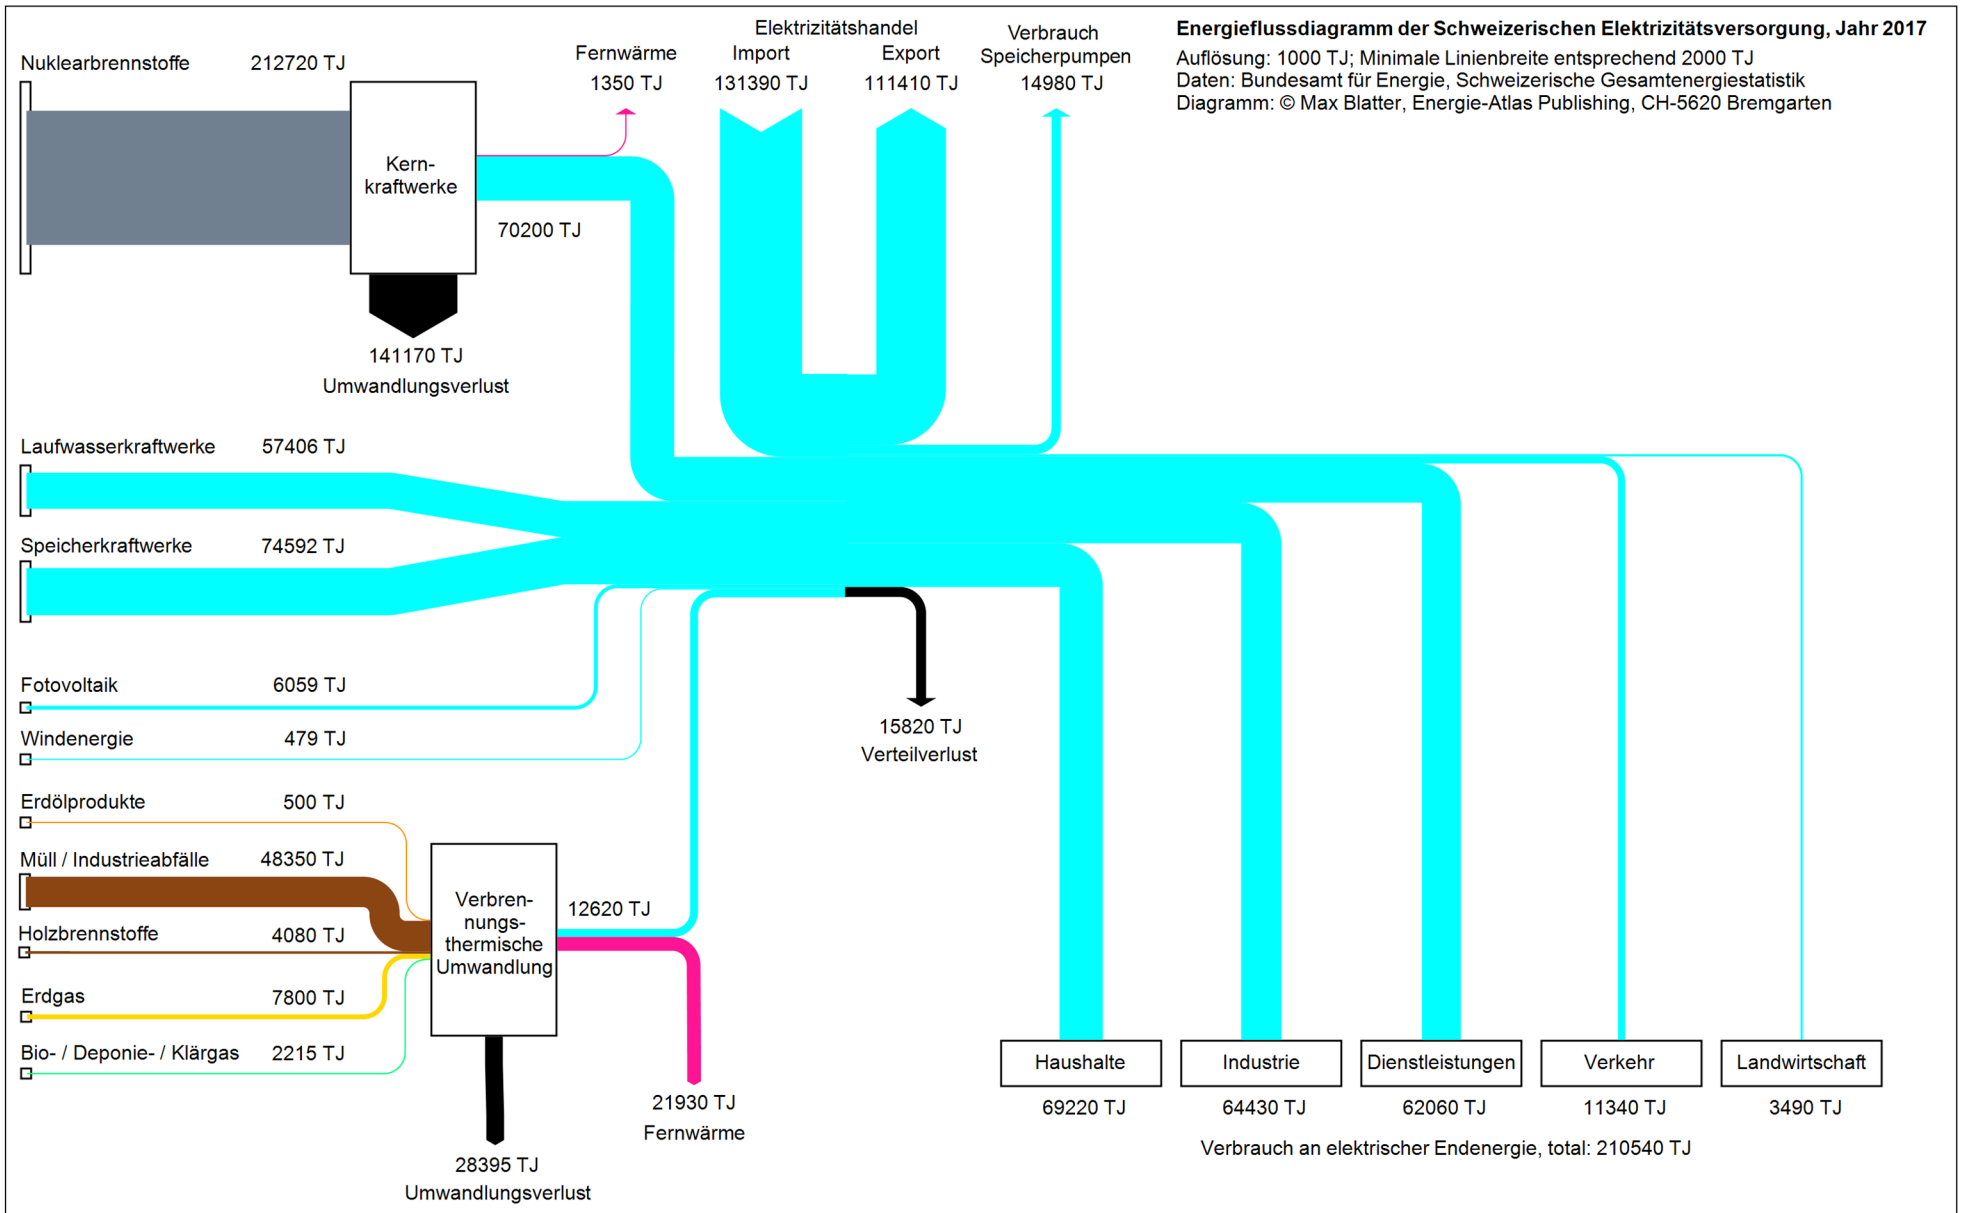 Energieflussdiagramm der Schweizerischen Elektrizitätsversorgung, Jahr 2017
Auflösung: 1000 TJ; Minimale Linienbreite entsprechend 2000 TJ
Daten: Bundesamt für Energie, Schweizerische Gesamtenergiestatistik
Diagramm: © Max Blatter, Energie-Atlas Publishing, CH-5620 Bremgarten
Elektrizitätshandel
Import
131390 TJ
Export
111410 TJ
Verbrauch
Speicherpumpen
14980 TJ
Fernwärme
1350 TJ
Nuklearbrennstoffe 212720 TJ
Kern-
kraftwerke
70200 TJ
141170 TJ
Umwandlungsverlust
Laufwasserkraftwerke 57406 TJ
Speicherkraftwerke 74592 TJ
Fotovoltaik 6059 TJ
Windenergie 479 TJ
15820 TJ
Verteilverlust
Erdölprodukte 500 TJ
Müll / Industrieabfälle 48350 TJ
Holzbrennstoffe 4080 TJ
Erdgas 7800 TJ
Bio- / Deponie- / Klärgas 2215 TJ
Verbren-
nungs-
thermische
Umwandlung
12620 TJ
21930 TJ
Fernwärme
28395 TJ
Umwandlungsverlust
Haushalte
69220 TJ
Industrie
64430 TJ
Dienstleistungen
62060 TJ
Verkehr
11340 TJ
Landwirtschaft
3490 TJ
Verbrauch an elektrischer Endenergie, total: 210540 TJ